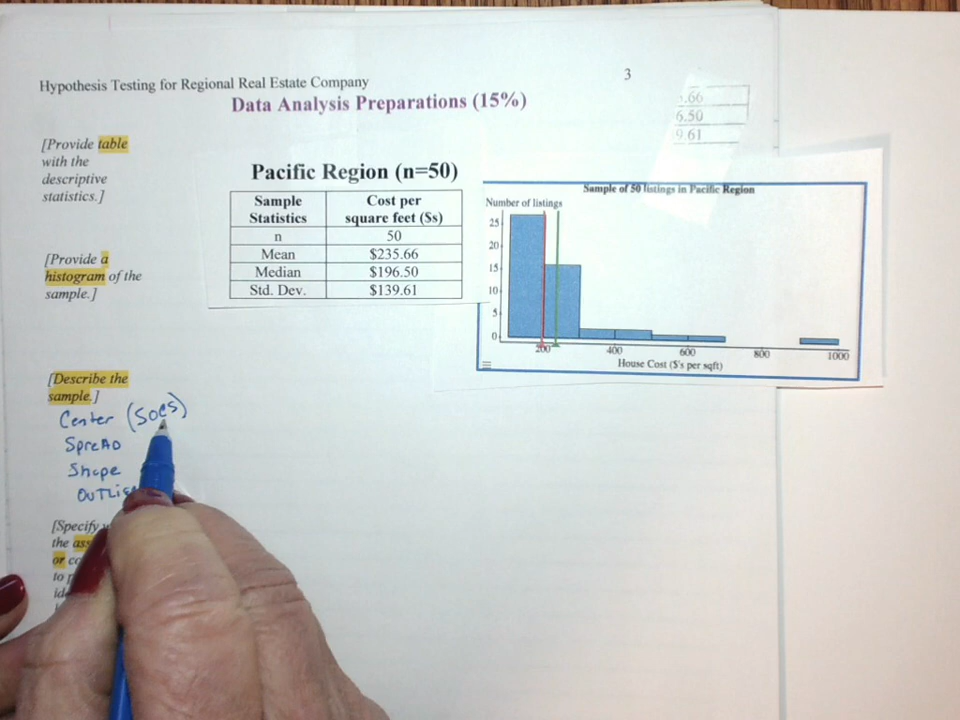 Hypothesis Testing for Regional Real Estate Company
3
Data Analysis Preparations (15%)
.66
6.50
9.61
[Provide table
with the
descriptive
statistics.]
Pacific Region (n=50)
Sample Statistics Cost per square feet ($s)
n 50
Mean $235.66
Median $196.50
Std. Dev. $139.61
[Provide a
histogram of the
sample.]
Sample of 50 listings in Pacific Region
Number of listings
25
20
15
10
5
0
200 400 600 800 1000
House Cost ($'s per sqft)
[Describe the
sample.]
Center (SOCS)
Spread
Shape
[Specify
the
or
to